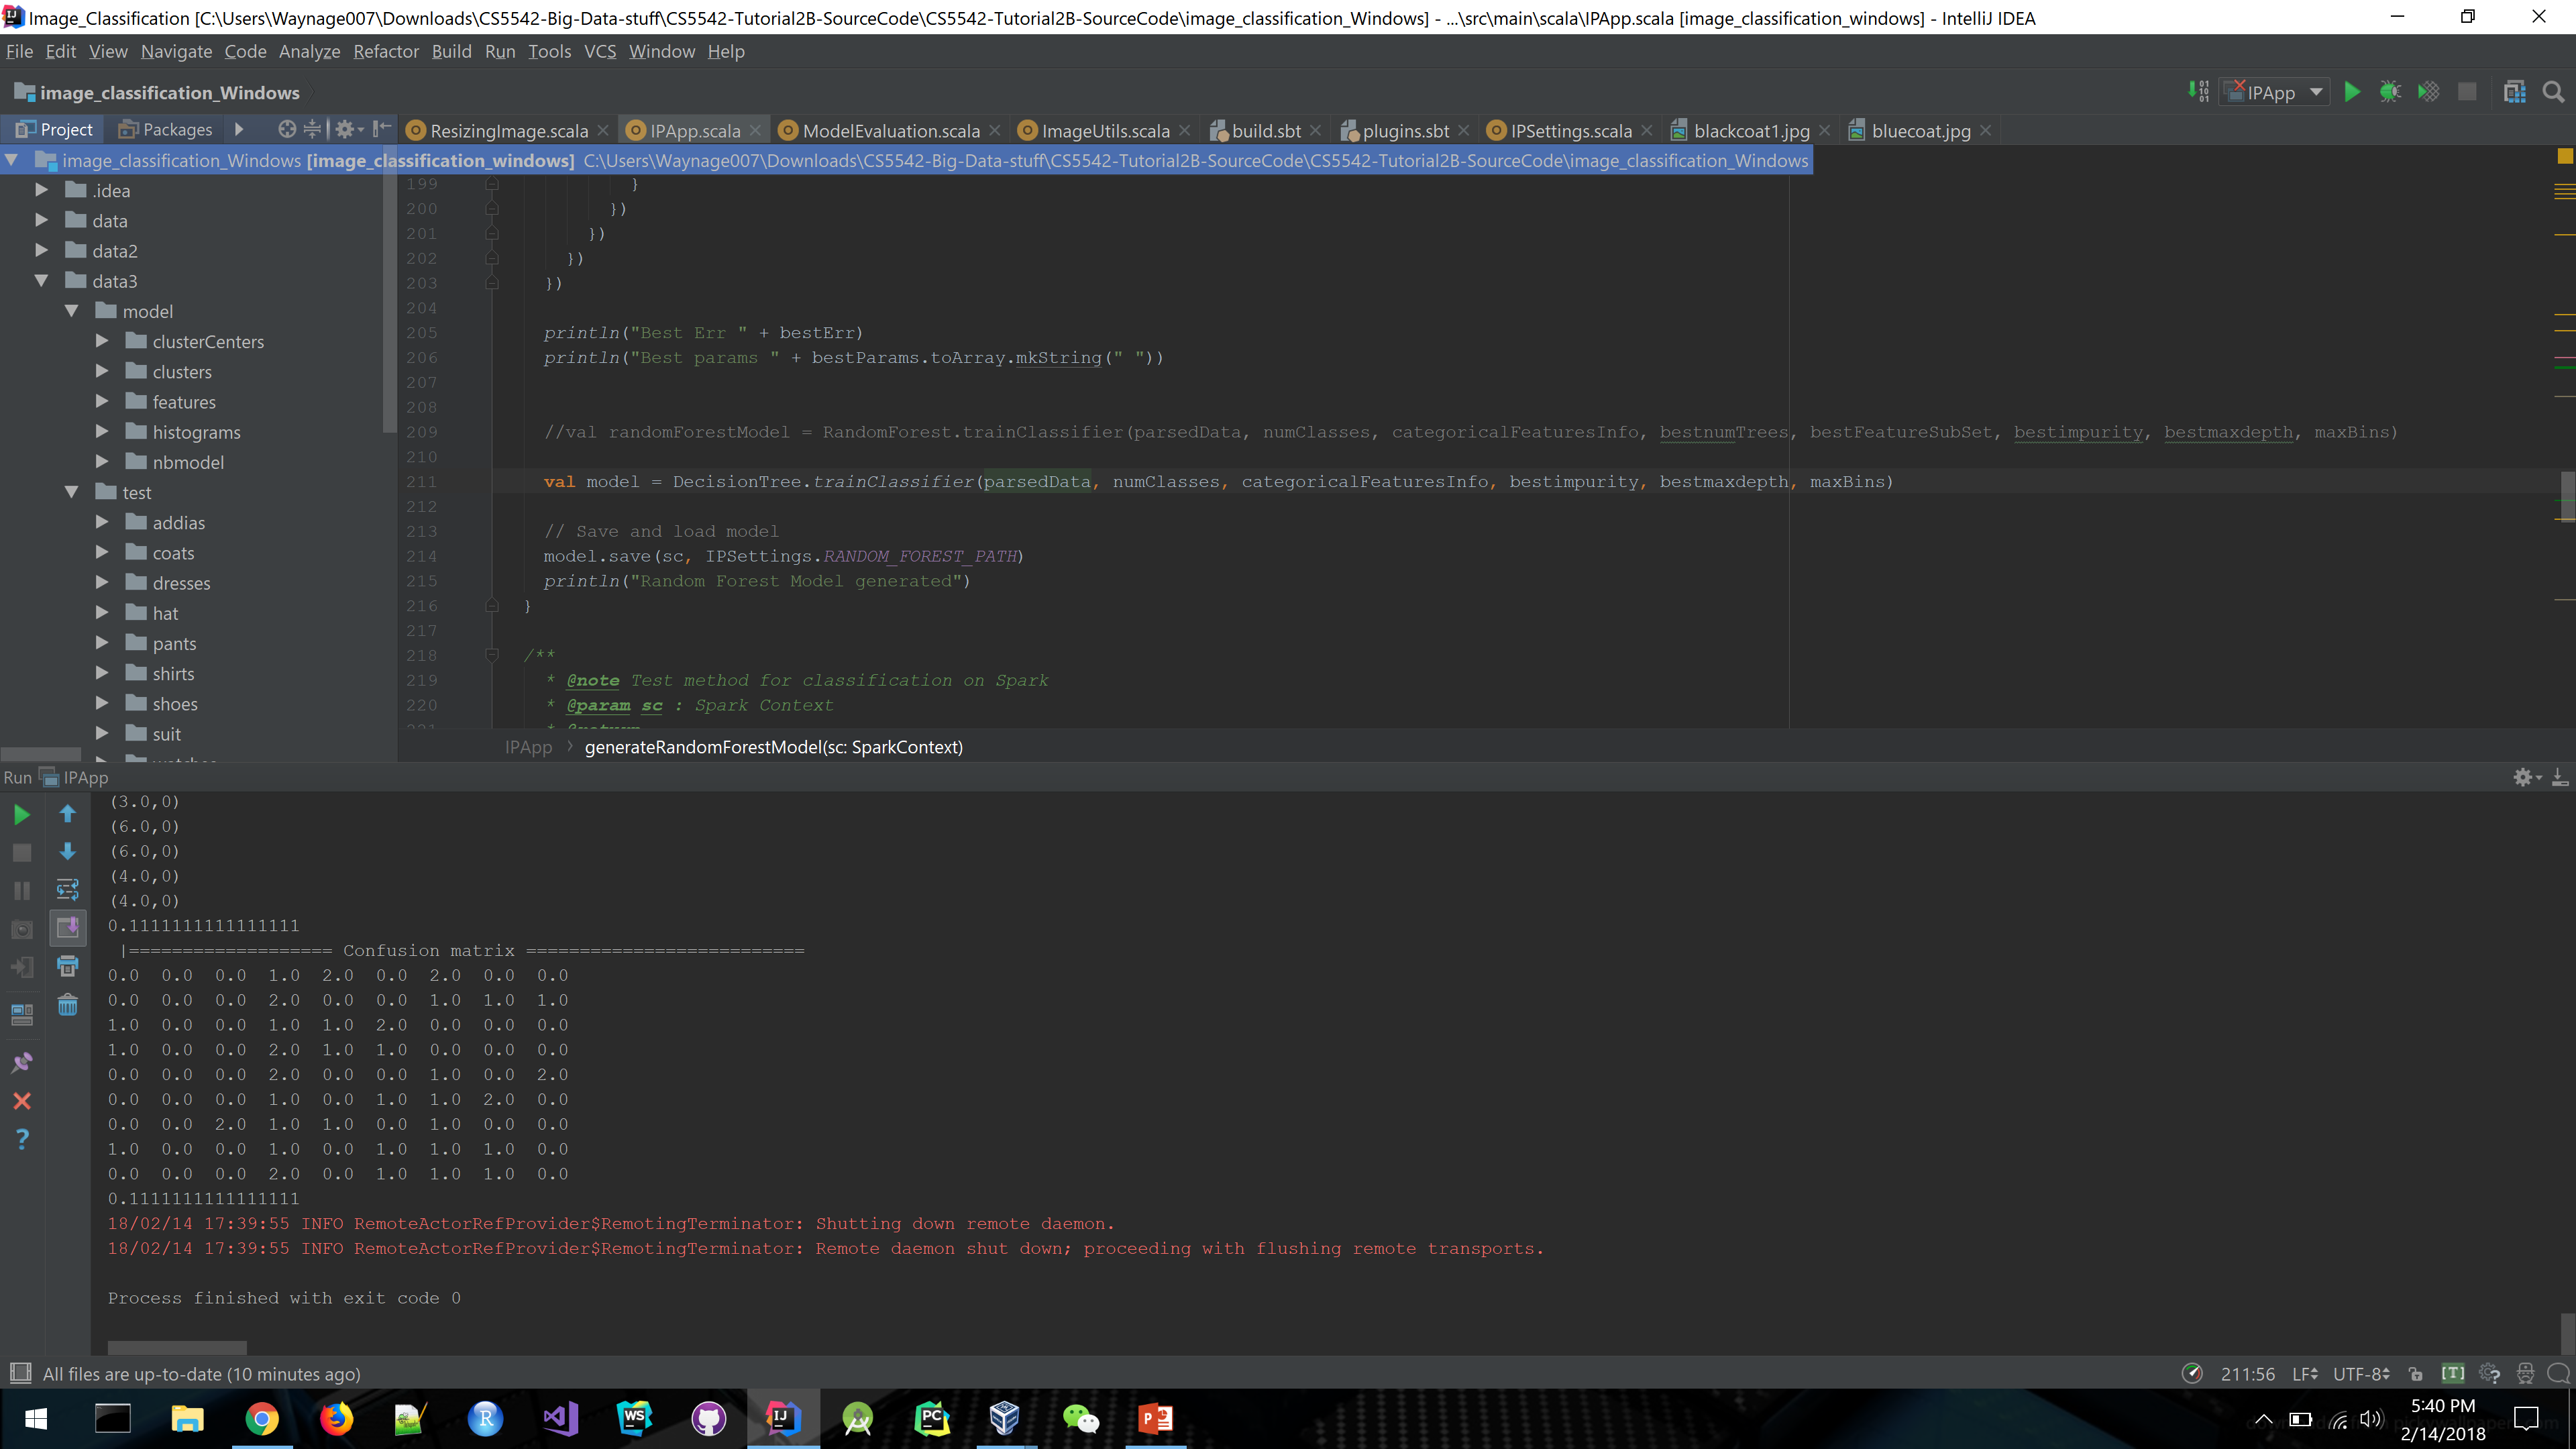 Image_Classification [C:\Users\Waynage007\Downloads\CS5542-Big-Data-stuff\CS5542-Tutorial2B-SourceCode\CS5542-Tutorial2B-SourceCode\image_classification_Windows] - ...\src\main\scala\IPApp.scala [image_classification_windows] - IntelliJ IDEA
File Edit View Navigate Code Analyze Refactor Build Run Tools VCS Window Help
image_classification_Windows
IPApp
Project Packages ResizingImage.scala IPApp.scala ModelEvaluation.scala ImageUtils.scala build.sbt plugins.sbt IPSettings.scala blackcoat1.jpg bluecoat.jpg
image_classification_Windows [image_classification_windows] C:\Users\Waynage007\Downloads\CS5542-Big-Data-stuff\CS5542-Tutorial2B-SourceCode\CS5542-Tutorial2B-SourceCode\image_classification_Windows
.idea
data
data2
data3
model
clusterCenters
clusters
features
histograms
nbmodel
test
addias
coats
dresses
hat
pants
shirts
shoes
suit
watches
199 }
200 })
201 })
202 })
203 })
204
205 println("Best Err " + bestErr)
206 println("Best params " + bestParams.toArray.mkString(" "))
207
208
209 //val randomForestModel = RandomForest.trainClassifier(parsedData, numClasses, categoricalFeaturesInfo, bestnumTrees, bestFeatureSubSet, bestimpurity, bestmaxdepth, maxBins)
210
211 val model = DecisionTree.trainClassifier(parsedData, numClasses, categoricalFeaturesInfo, bestimpurity, bestmaxdepth, maxBins)
212
213 // Save and load model
214 model.save(sc, IPSettings.RANDOM_FOREST_PATH)
215 println("Random Forest Model generated")
216 }
217
218 /**
219 * @note Test method for classification on Spark
220 * @param sc : Spark Context
221 * @return
IPApp generateRandomForestModel(sc: SparkContext)
Run IPApp
(3.0,0)
(6.0,0)
(6.0,0)
(4.0,0)
(4.0,0)
0.1111111111111111
|=================== Confusion matrix ==========================
0.0 0.0 0.0 1.0 2.0 0.0 2.0 0.0 0.0
0.0 0.0 0.0 2.0 0.0 0.0 1.0 1.0 1.0
1.0 0.0 0.0 1.0 1.0 2.0 0.0 0.0 0.0
1.0 0.0 0.0 2.0 1.0 1.0 0.0 0.0 0.0
0.0 0.0 0.0 2.0 0.0 0.0 1.0 0.0 2.0
0.0 0.0 0.0 1.0 0.0 1.0 1.0 2.0 0.0
0.0 0.0 2.0 1.0 1.0 0.0 1.0 0.0 0.0
1.0 0.0 0.0 1.0 0.0 1.0 1.0 1.0 0.0
0.0 0.0 0.0 2.0 0.0 1.0 1.0 1.0 0.0
0.1111111111111111
18/02/14 17:39:55 INFO RemoteActorRefProvider$RemotingTerminator: Shutting down remote daemon.
18/02/14 17:39:55 INFO RemoteActorRefProvider$RemotingTerminator: Remote daemon shut down; proceeding with flushing remote transports.
Process finished with exit code 0
All files are up-to-date (10 minutes ago)
211:56 LF UTF-8 [T]
5:40 PM
2/14/2018